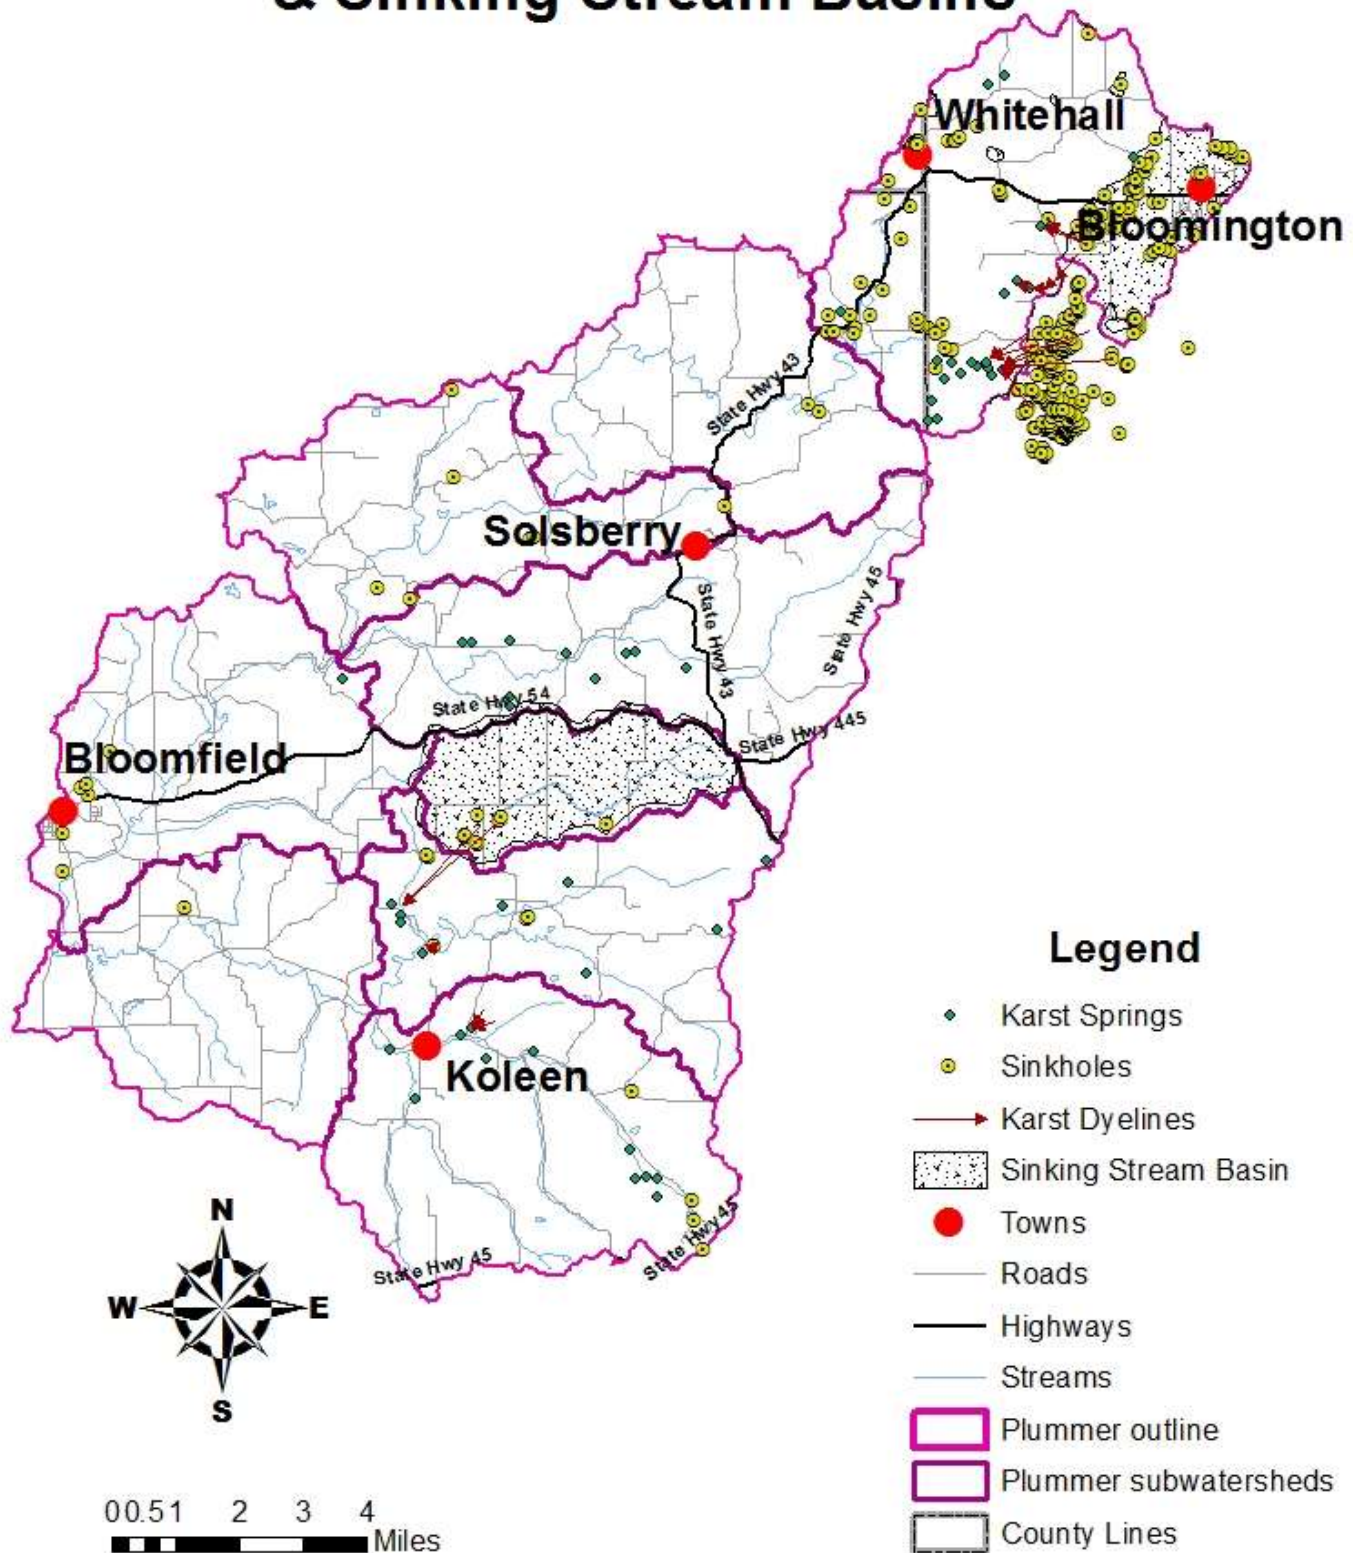 & Sinking Stream Basins
Whitehall
Bloomington
State Hwy 43
Solsberry
State Hwy 45
State Hwy 43
State Hwy 54
State Hwy 445
Bloomfield
Koleen
State Hwy 45
State Hwy 45
Legend
Karst Springs
Sinkholes
Karst Dyelines
Sinking Stream Basin
Towns
Roads
Highways
Streams
Plummer outline
Plummer subwatersheds
County Lines
N
W E
S
0 0.5 1 2 3 4
Miles